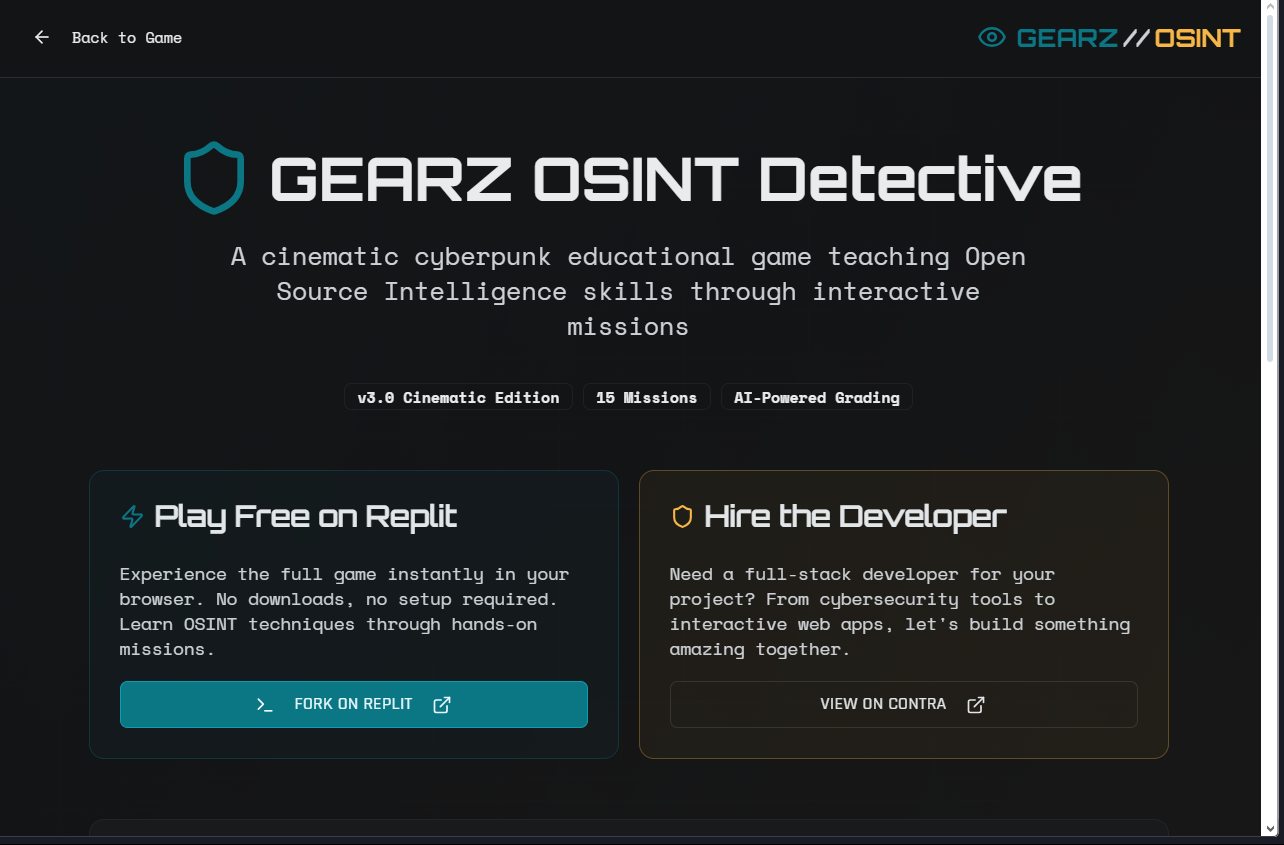 Back to Game
GEARZ//OSINT
GEARZ OSINT Detective
A cinematic cyberpunk educational game teaching Open
Source Intelligence skills through interactive
missions
v3.0 Cinematic Edition
15 Missions
AI-Powered Grading
Play Free on Replit
Experience the full game instantly in your
browser. No downloads, no setup required.
Learn OSINT techniques through hands-on
missions.
FORK ON REPLIT
Hire the Developer
Need a full-stack developer for your
project? From cybersecurity tools to
interactive web apps, let's build something
amazing together.
VIEW ON CONTRA